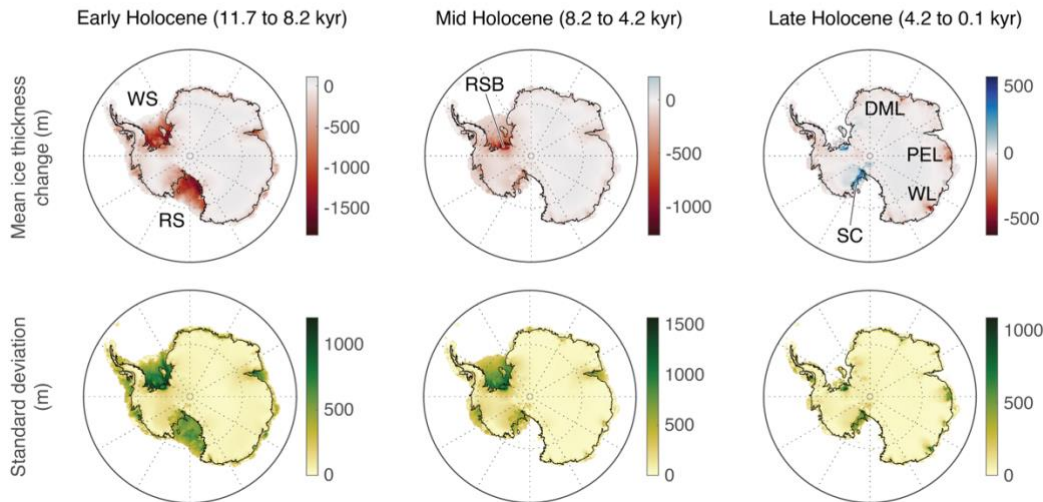 Early Holocene (11.7 to 8.2 kyr)
Mid Holocene (8.2 to 4.2 kyr)
Late Holocene (4.2 to 0.1 kyr)
Mean ice thickness
change (m)
WS
RS
0
-500
-1000
-1500
RSB
0
-500
-1000
DML
PEL
WL
SC
500
0
-500
Standard deviation
(m)
1000
500
0
1500
1000
500
0
1000
500
0